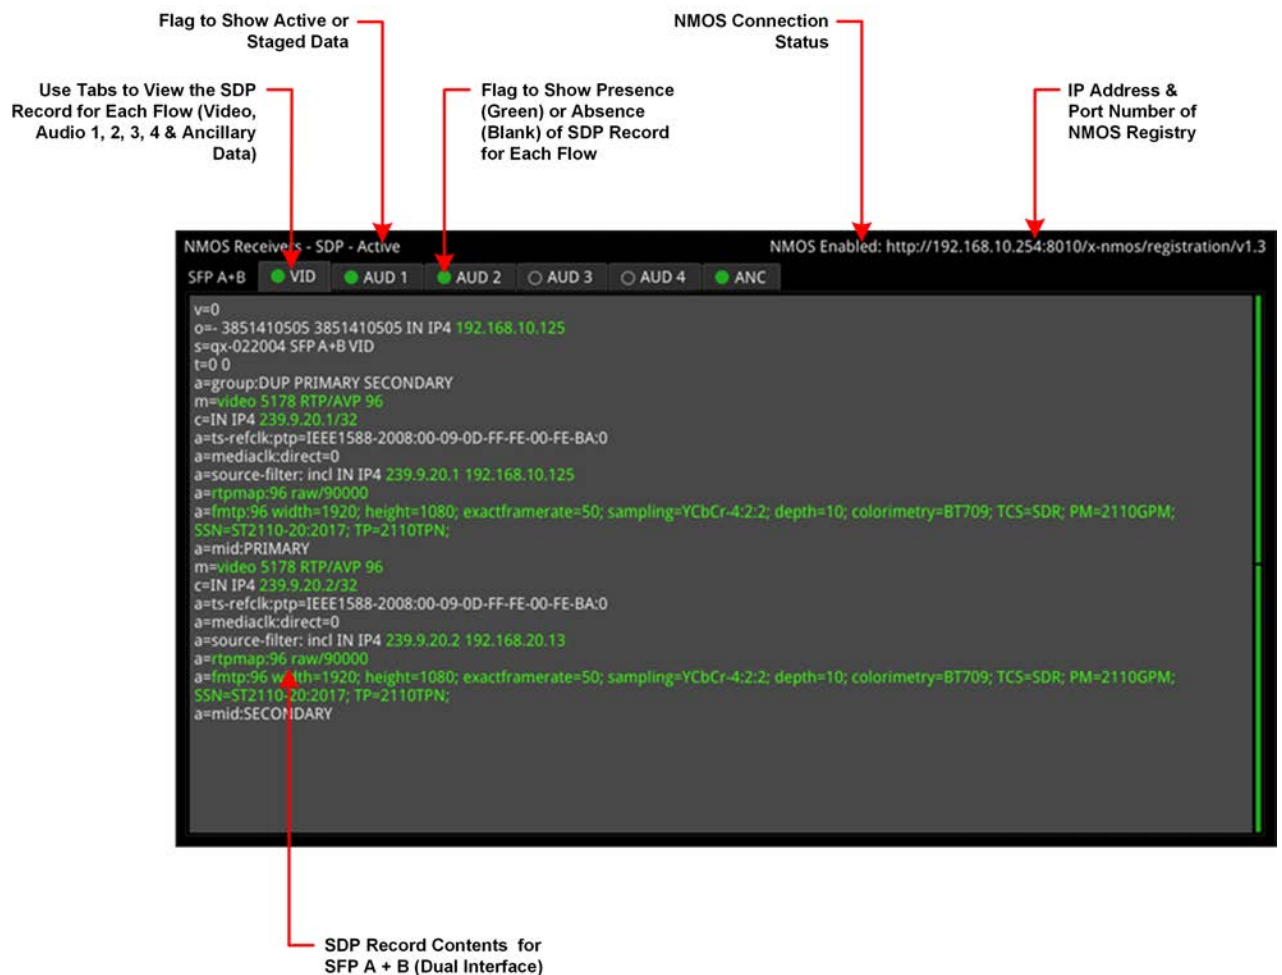 Flag to Show Active or
Staged Data
NMOS Connection
Status
Use Tabs to View the SDP
Record for Each Flow (Video,
Audio 1, 2, 3, 4 & Ancillary
Data)
Flag to Show Presence
(Green) or Absence
(Blank) of SDP Record
for Each Flow
IP Address &
Port Number of
NMOS Registry
NMOS Receivers - SDP - Active
NMOS Enabled: http://192.168.10.254:8010/x-nmos/registration/v1.3
SFP A+B VID AUD 1 AUD 2 AUD 3 AUD 4 ANC
v=0
o=- 3851410505 3851410505 IN IP4 192.168.10.125
s=qx-022004 SFP A+B VID
t=0 0
a=group:DUP PRIMARY SECONDARY
m=video 5178 RTP/AVP 96
c=IN IP4 239.9.20.1/32
a=ts-refclk:ptp=IEEE1588-2008:00-09-0D-FF-FE-00-FE-BA:0
a=mediaclk:direct=0
a=source-filter: incl IN IP4 239.9.20.1 192.168.10.125
a=rtpmap:96 raw/90000
a=fmtp:96 width=1920; height=1080; exactframerate=50; sampling=YCbCr-4:2:2; depth=10; colorimetry=BT709; TCS=SDR; PM=2110GPM;
SSN=ST2110-20:2017; TP=2110TPN;
a=mid:PRIMARY
m=video 5178 RTP/AVP 96
c=IN IP4 239.9.20.2/32
a=ts-refclk:ptp=IEEE1588-2008:00-09-0D-FF-FE-00-FE-BA:0
a=mediaclk:direct=0
a=source-filter: incl IN IP4 239.9.20.2 192.168.20.13
a=rtpmap:96 raw/90000
a=fmtp:96 width=1920; height=1080; exactframerate=50; sampling=YCbCr-4:2:2; depth=10; colorimetry=BT709; TCS=SDR; PM=2110GPM;
SSN=ST2110-20:2017; TP=2110TPN;
a=mid:SECONDARY
SDP Record Contents for
SFP A + B (Dual Interface)